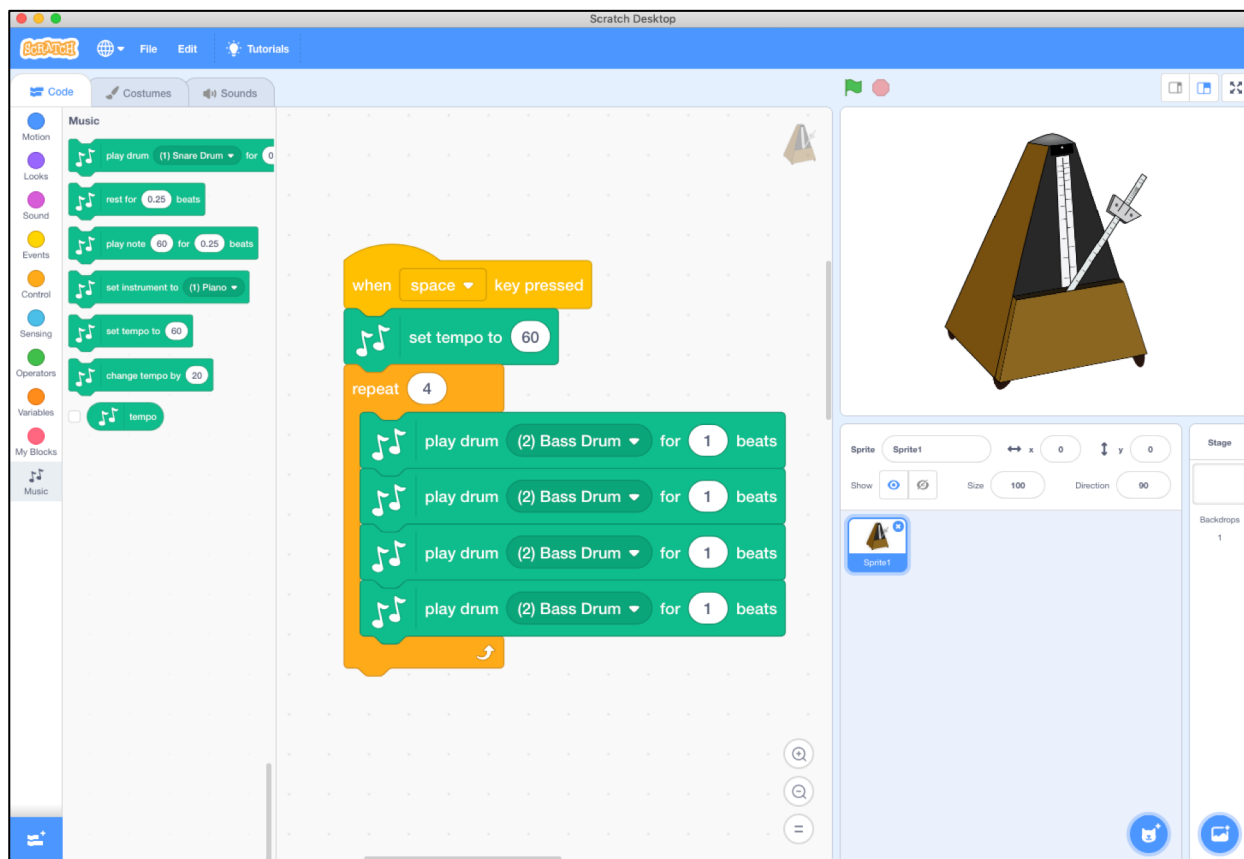 Scratch Desktop
SCRATCH File Edit Tutorials
Code Costumes Sounds
Motion
Looks
Sound
Events
Control
Sensing
Operators
Variables
My Blocks
Music
Music
play drum (1) Snare Drum for 0
rest for 0.25 beats
play note 60 for 0.25 beats
set instrument to (1) Piano
set tempo to 60
change tempo by 20
tempo
when space key pressed
set tempo to 60
repeat 4
play drum (2) Bass Drum for 1 beats
play drum (2) Bass Drum for 1 beats
play drum (2) Bass Drum for 1 beats
play drum (2) Bass Drum for 1 beats
Sprite Sprite1 x 0 y 0
Show Size 100 Direction 90
Sprite1
Stage
Backdrops
1